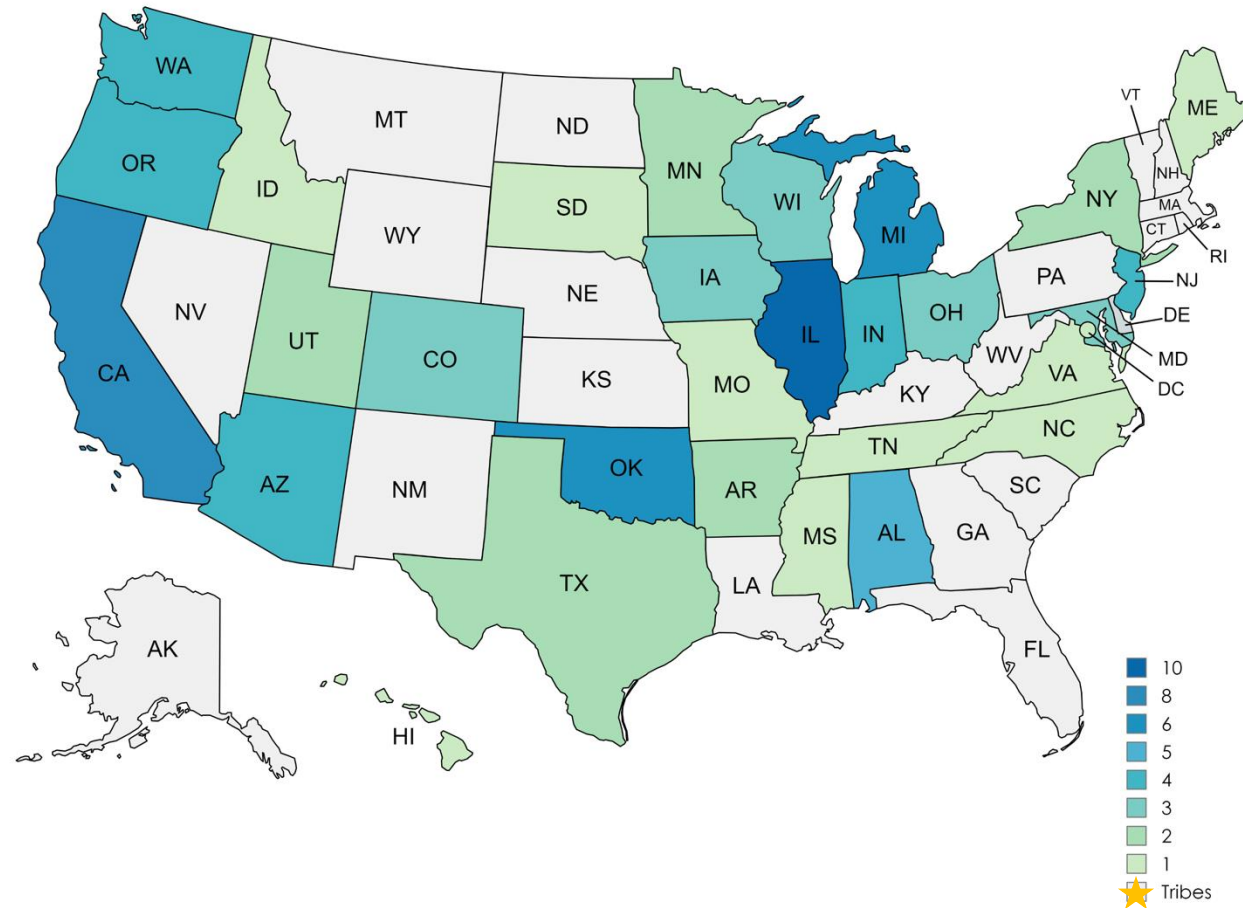 WA
OR
CA
ID
NV
MT
WY
UT
AZ
ND
SD
NE
CO
KS
NM
OK
TX
MN
IA
MO
AR
LA
WI
IL
MI
IN
OH
KY
TN
MS
AL
GA
FL
SC
NC
VA
WV
PA
NY
VT
NH
ME
MA
CT
RI
NJ
DE
MD
DC
AK
HI
10
8
6
5
4
3
2
1
Tribes